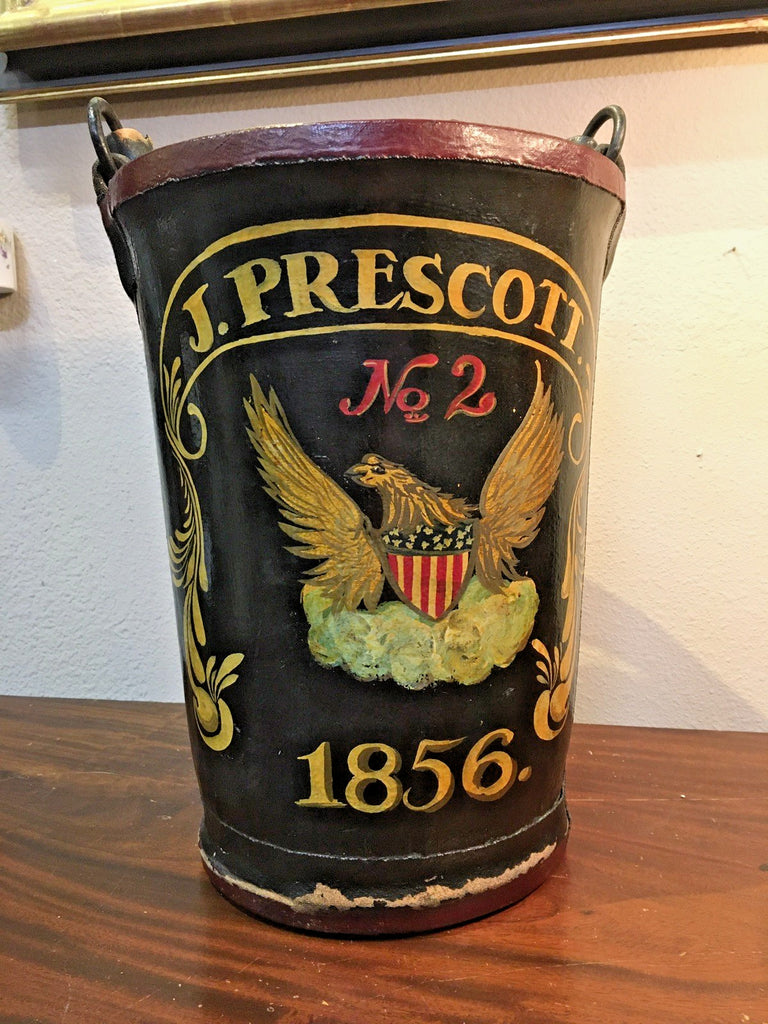 J. PRESCOTT.
No 2
1856.